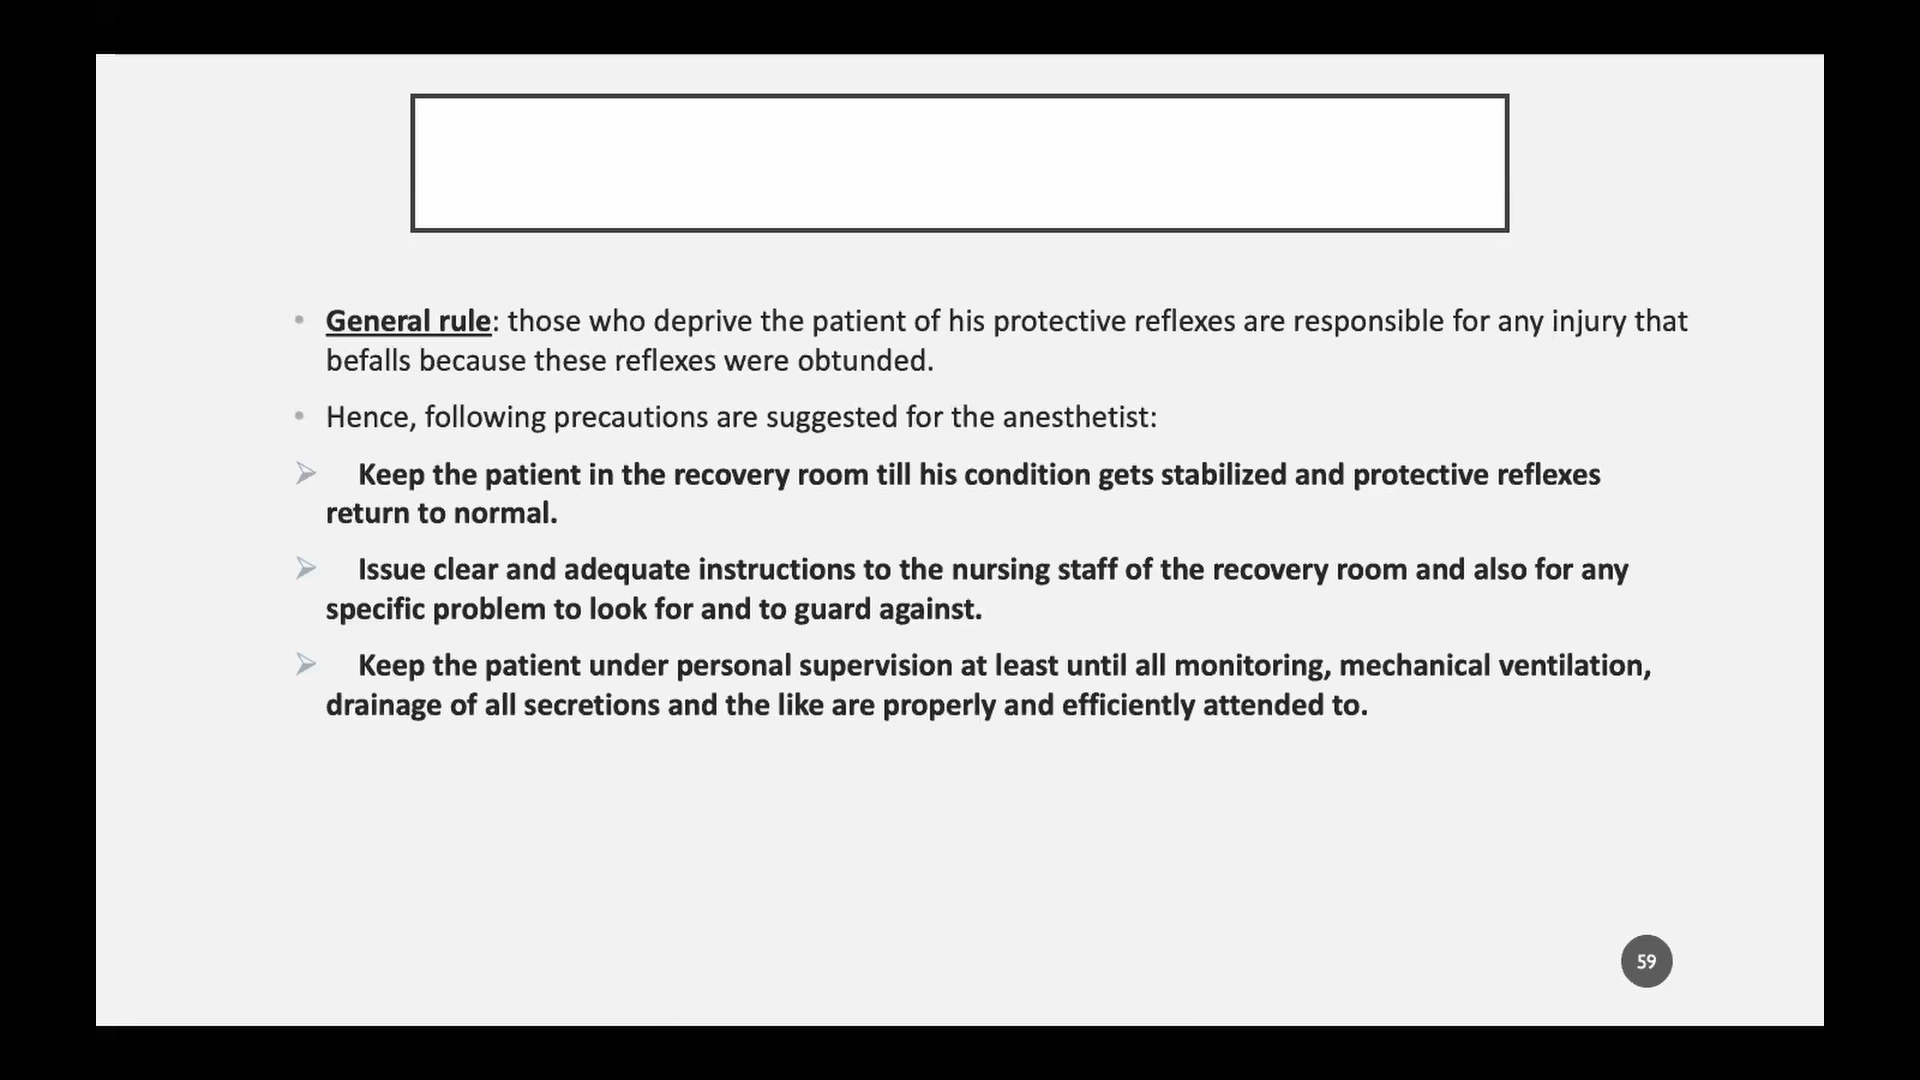 • General rule: those who deprive the patient of his protective reflexes are responsible for any injury that
befalls because these reflexes were obtunded.
• Hence, following precautions are suggested for the anesthetist:
➢ Keep the patient in the recovery room till his condition gets stabilized and protective reflexes
return to normal.
➢ Issue clear and adequate instructions to the nursing staff of the recovery room and also for any
specific problem to look for and to guard against.
➢ Keep the patient under personal supervision at least until all monitoring, mechanical ventilation,
drainage of all secretions and the like are properly and efficiently attended to.
59